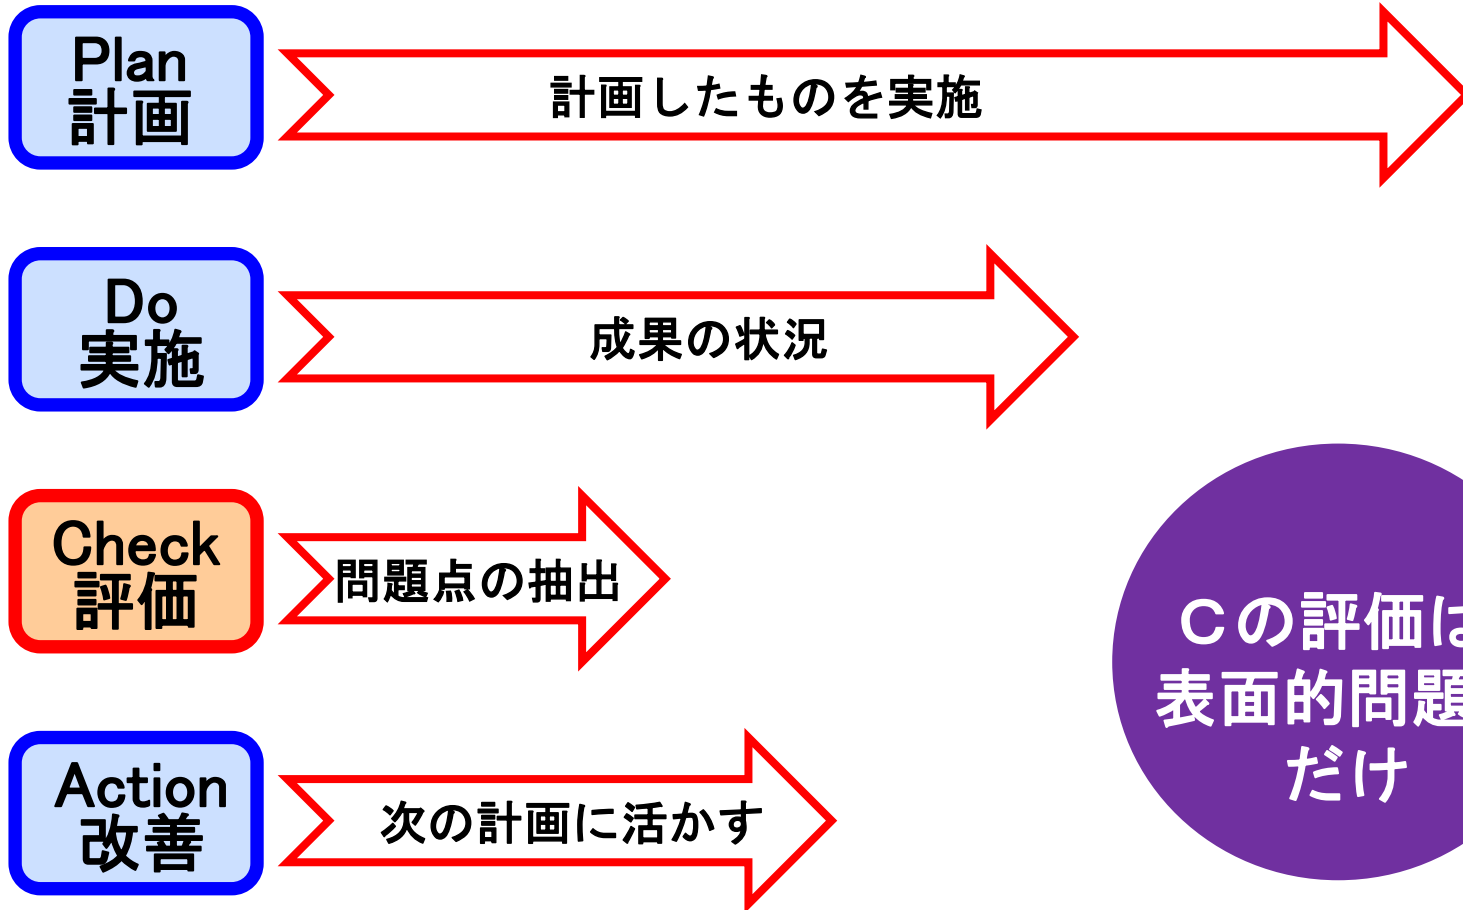 Plan
計画
計画したものを実施
Do
実施
成果の状況
Check
評価
問題点の抽出
Cの評価は
表面的問題
だけ
Action
改善
次の計画に活かす